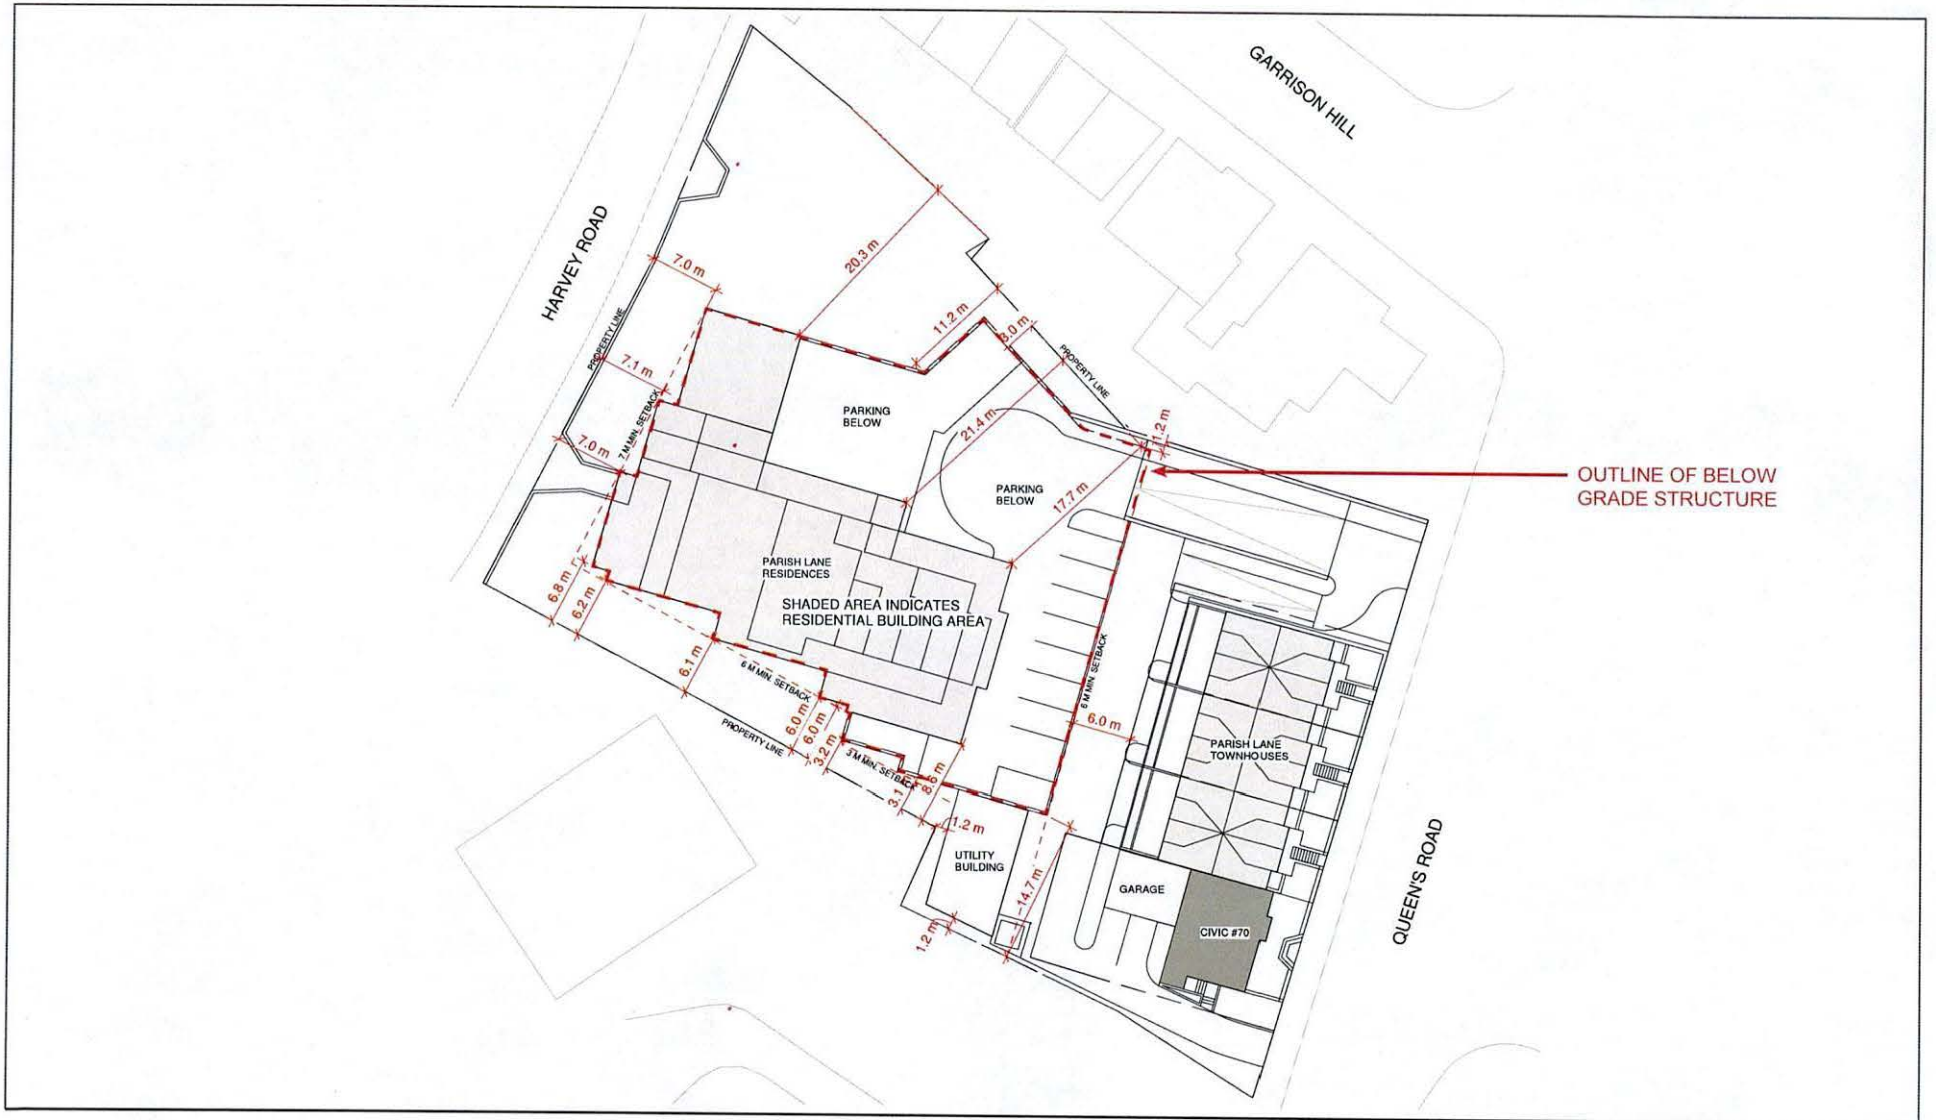 GARRISON HILL
HARVEY ROAD
20.3 m
7.0 m
PROPERTY LINE
11.2 m
3.0 m
PROPERTY LINE
7.1 m
7 M MIN. SETBACK
PARKING
BELOW
21.4 m
1.2 m
7.0 m
PARKING
BELOW
17.7 m
OUTLINE OF BELOW
GRADE STRUCTURE
PARISH LANE
RESIDENCES
SHADED AREA INDICATES
RESIDENTIAL BUILDING AREA
6.8 m
6.2 m
6.1 m
6 M MIN. SETBACK
6 M MIN. SETBACK
6.0 m
PROPERTY LINE
6.0 m
6.0 m
3.2 m
3 M MIN. SETBACK
3.1
8.6 m
PARISH LANE
TOWNHOUSES
1.2 m
UTILITY
BUILDING
14.7 m
GARAGE
1.2 m
CIVIC #70
QUEEN'S ROAD